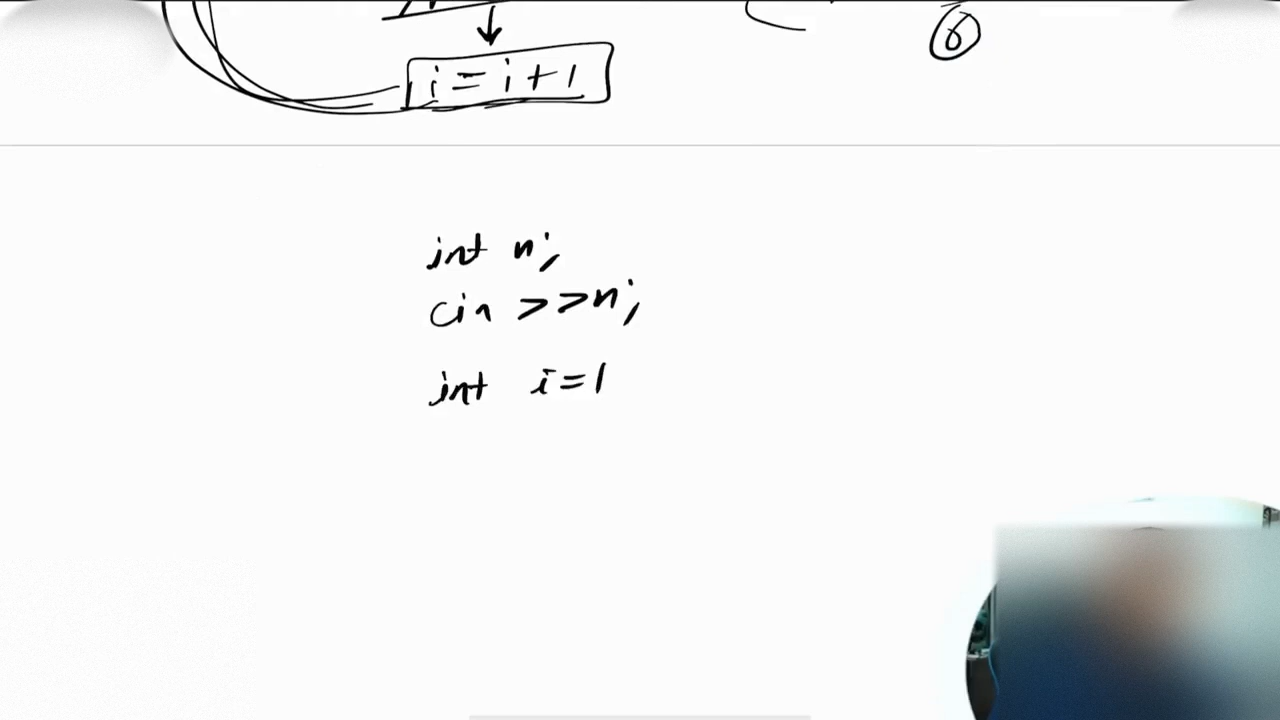 i = i + 1
6
int n;
cin >>n;
int i=1